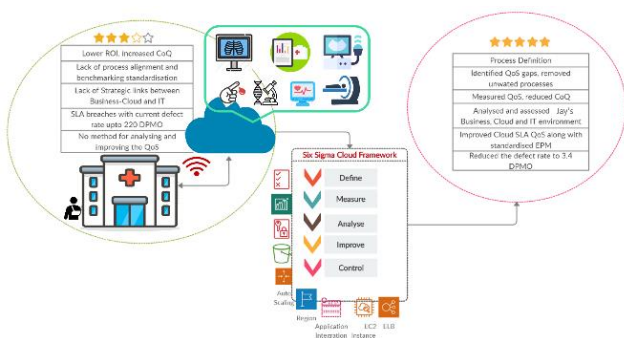 Lower ROI, increased CoQ
Lack of process alignment and
benchmarking standardisation
Lack of Strategic links between
Business-Cloud and IT
SLA breaches with current defect
rate upto 220 DPMO
No method for analysing and
improving the QoS
Process Definition
Identified QoS gaps, removed
unwated processes
Measured QoS, reduced CoQ
Analysed and assessed Jay's
Business, Cloud and IT environment
Improved Cloud SLA QoS along with
standardised EPM
Reduced the defect rate to 3.4
DPMO
Six Sigma Cloud Framework
Define
Measure
Analyse
Improve
Control
Auto
Scaling
Region
Application
Integration
EC2
Instance
ELB